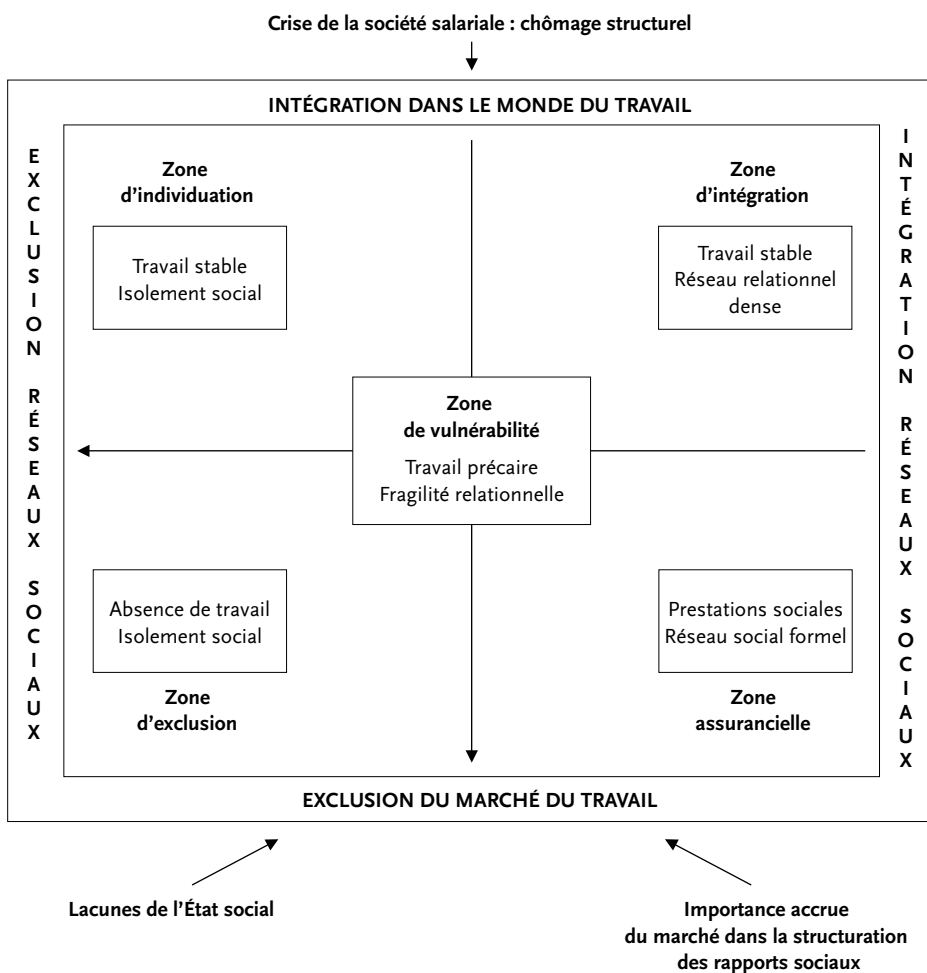 Crise de la société salariale : chômage structurel
INTÉGRATION DANS LE MONDE DU TRAVAIL
EXCLUSION RÉSEAUX SOCIAUX
Zone
d’individuation
Travail stable
Isolement social
Zone
d’intégration
Travail stable
Réseau relationnel
dense
INTÉGRATION RÉSEAUX SOCIAUX
Zone
de vulnérabilité
Travail précaire
Fragilité relationnelle
Absence de travail
Isolement social
Zone
d’exclusion
Prestations sociales
Réseau social formel
Zone
assurancielle
EXCLUSION DU MARCHÉ DU TRAVAIL
Lacunes de l’État social
Importance accrue
du marché dans la structuration
des rapports sociaux